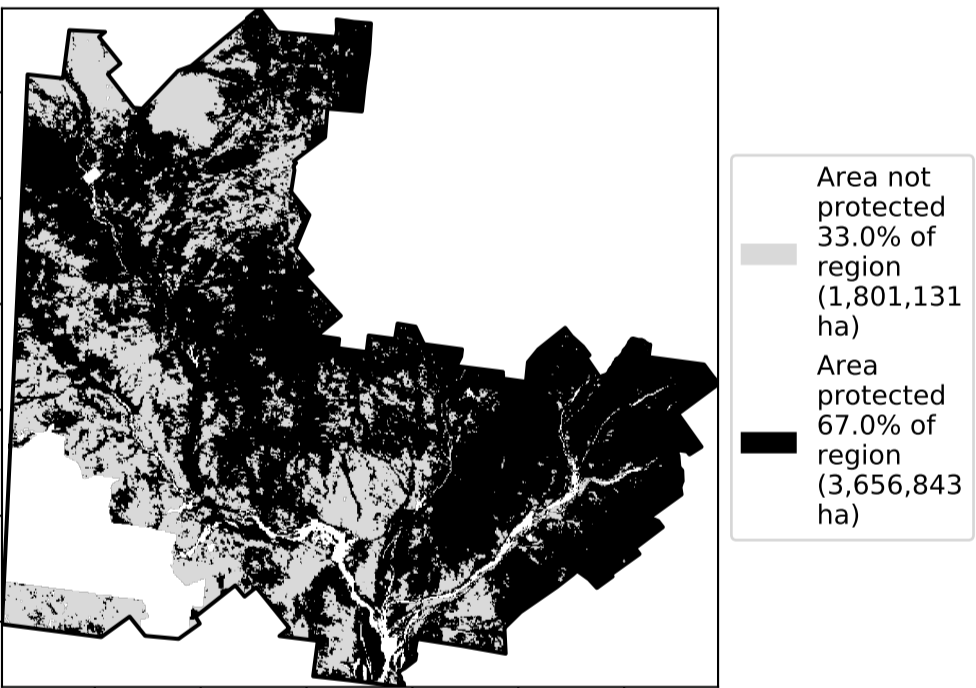 Area not
protected
33.0% of
region
(1,801,131
ha)
Area
protected
67.0% of
region
(3,656,843
ha)